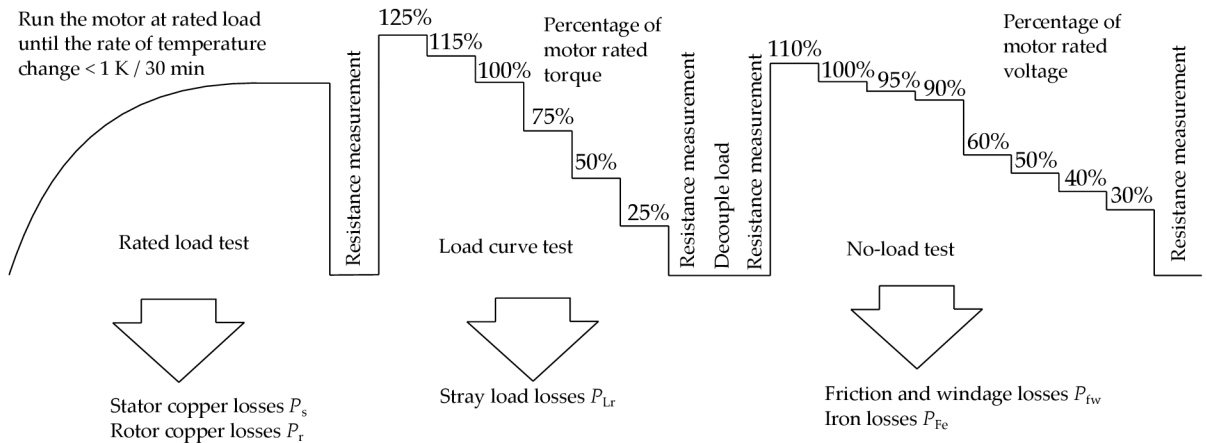 Run the motor at rated load
until the rate of temperature
change < 1 K / 30 min
Resistance measurement
125%
115%
100%
75%
50%
25%
Percentage of
motor rated
torque
Resistance measurement
Decouple load
Resistance measurement
110%
100%
95%
90%
60%
50%
40%
30%
Percentage of
motor rated
voltage
Resistance measurement
Rated load test
Load curve test
No-load test
Stator copper losses Ps
Rotor copper losses Pr
Stray load losses PLr
Friction and windage losses Pfw
Iron losses PFe